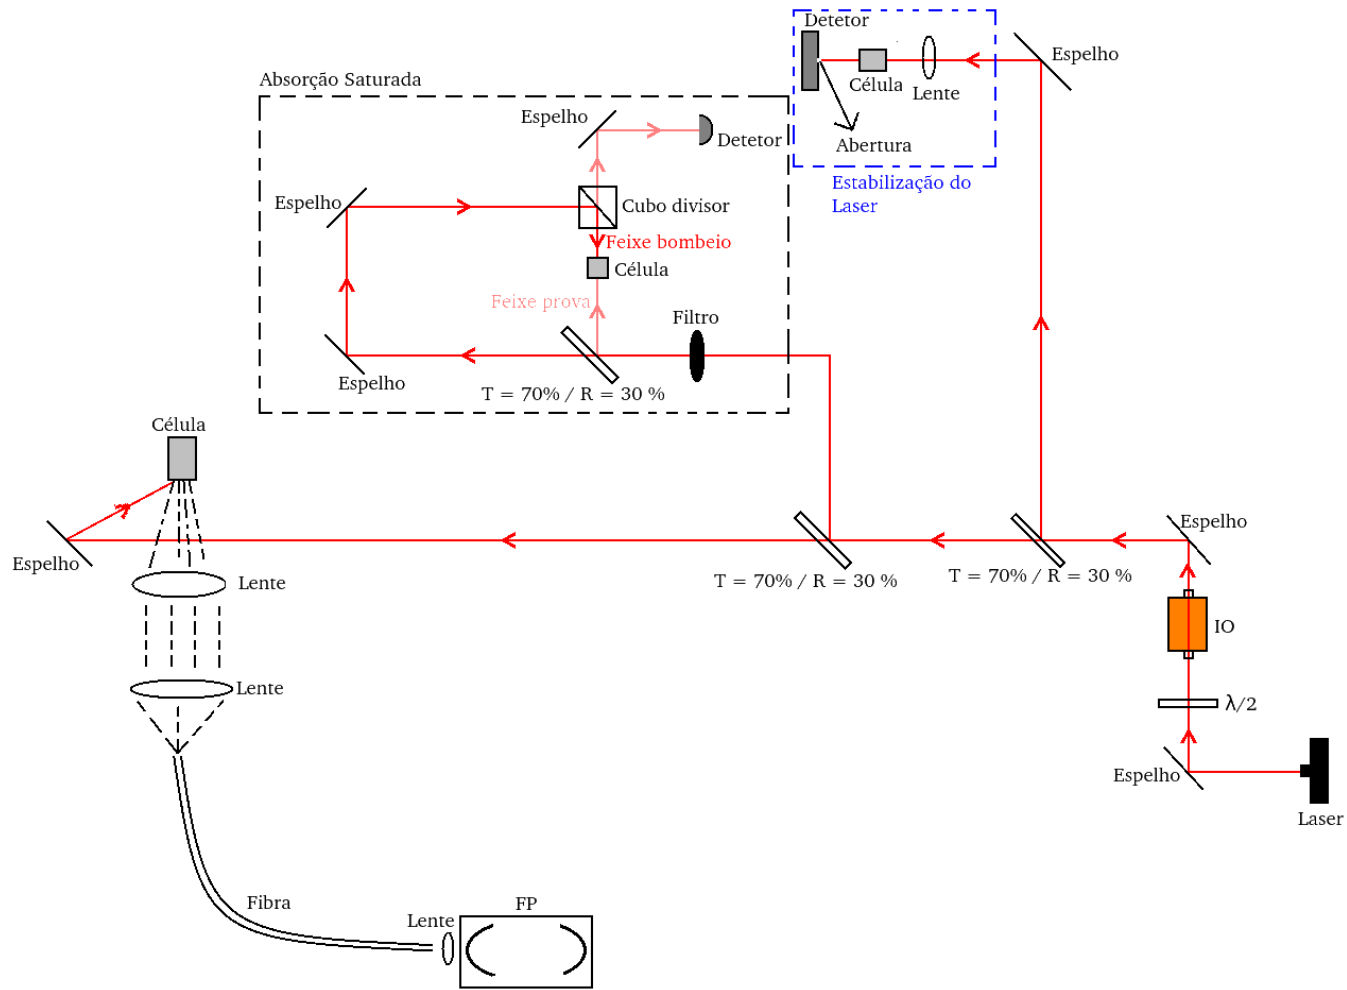 Detetor
Espelho
Célula
Lente
Abertura
Estabilização do
Laser
Absorção Saturada
Espelho
Detetor
Espelho
Cubo divisor
Feixe bombeio
Célula
Feixe prova
Filtro
Espelho
T = 70% / R = 30 %
Célula
Espelho
Espelho
T = 70% / R = 30 %
T = 70% / R = 30 %
Lente
IO
Lente
λ/2
Espelho
Laser
Fibra
Lente
FP